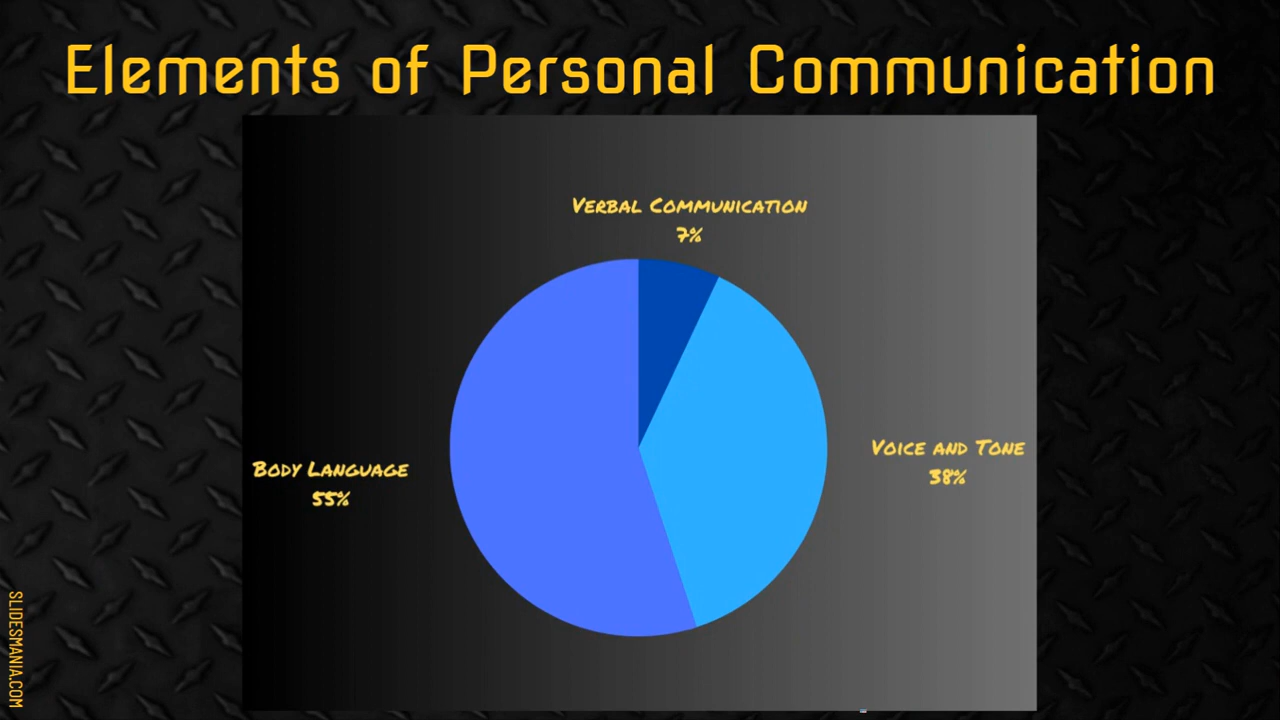 Elements of Personal Communication
Verbal Communication
7%
Voice and Tone
38%
Body Language
55%
SLIDESMANIA.COM